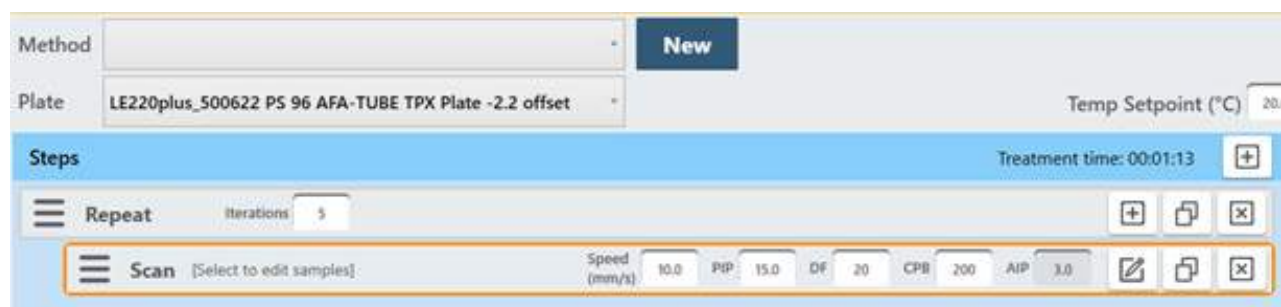 Method New
Plate LE220plus_500622 PS 96 AFA-TUBE TPX Plate -2.2 offset
Temp Setpoint (°C) 20.
Steps Treatment time: 00:01:13
Repeat Iterations 5
Scan [Select to edit samples] Speed (mm/s) 10.0 PIP 15.0 DF 20 CPB 200 AIP 3.0